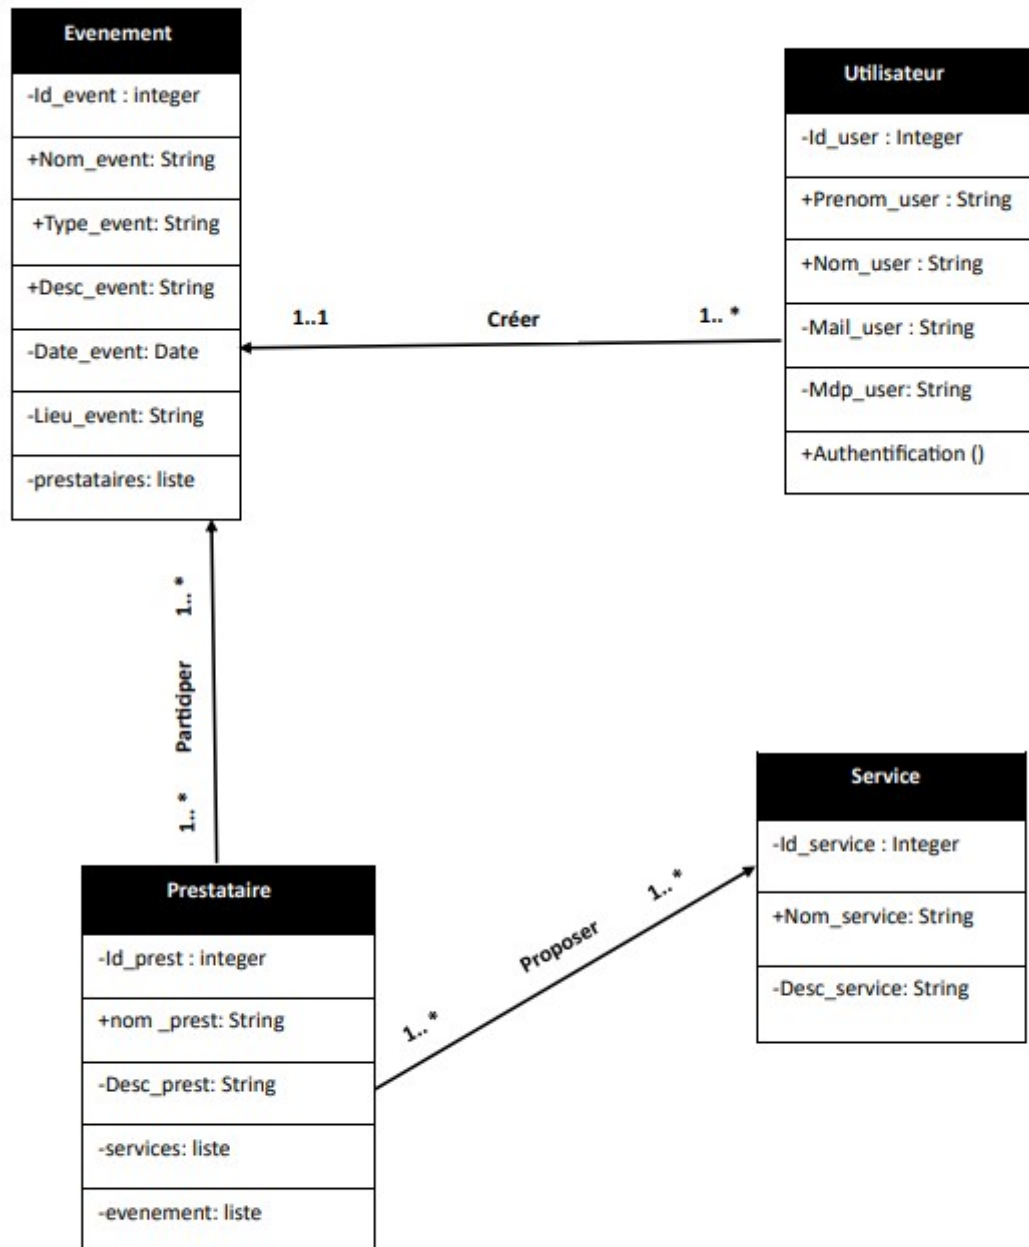 Evenement
-Id_event : integer
+Nom_event: String
+Type_event: String
+Desc_event: String
-Date_event: Date
-Lieu_event: String
-prestataires: liste
Utilisateur
-Id_user : Integer
+Prenom_user : String
+Nom_user : String
-Mail_user : String
-Mdp_user: String
+Authentification ()
1..1 Créer 1.. *
1.. *
Participer
1.. *
Prestataire
-Id_prest : integer
+nom _prest: String
-Desc_prest: String
-services: liste
-evenement: liste
1.. *
Proposer
1.. *
Service
-Id_service : Integer
+Nom_service: String
-Desc_service: String